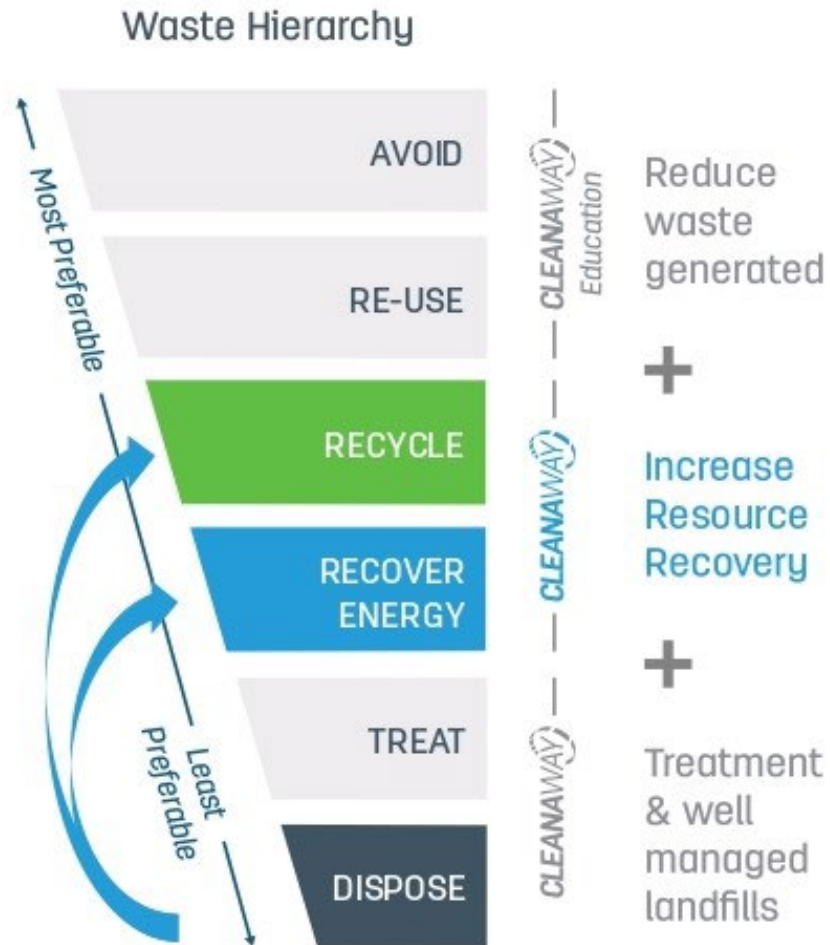 Waste Hierarchy
Most Preferable
Least
Preferable
AVOID
RE-USE
RECYCLE
RECOVER
ENERGY
TREAT
DISPOSE
CLEANAWAY
Education
CLEANAWAY
CLEANAWAY
Reduce
waste
generated
+
Increase
Resource
Recovery
+
Treatment
& well
managed
landfills